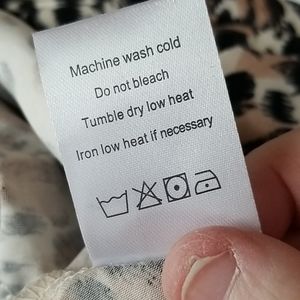 Machine wash cold
Do not bleach
Tumble dry low heat
Iron low heat if necessary